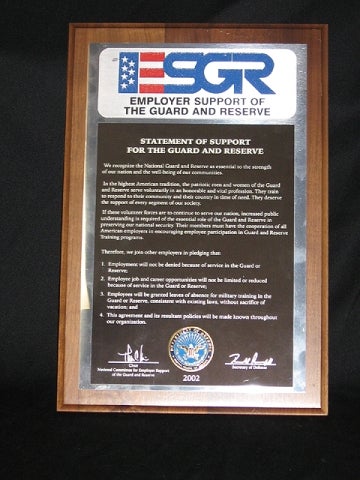 ESGR
EMPLOYER SUPPORT OF
THE GUARD AND RESERVE
STATEMENT OF SUPPORT
FOR THE GUARD AND RESERVE
We recognize the National Guard and Reserve as essential to the strength
of our nation and the well-being of our communities.
In the highest American tradition, the patriotic men and women of the Guard
and Reserve serve voluntarily in an honorable and vital profession. They train
to respond to their community and their country in time of need. They deserve
the support of every segment of our society.
If these volunteer forces are to continue to serve our nation, increased public
understanding is required of the essential role of the Guard and Reserve in
preserving our national security. Their members must have the cooperation of all
American employers in encouraging employee participation in Guard and Reserve
Training programs.
Therefore, we join other employers in pledging that:
1. Employment will not be denied because of service in the Guard or
Reserve;
2. Employee job and career opportunities will not be limited or reduced
because of service in the Guard or Reserve;
3. Employees will be granted leaves of absence for military training in the
Guard or Reserve, consistent with existing laws, without sacrifice of
vacation; and
4. This agreement and its resultant policies will be made known throughout
our organization.
Chair
National Committee for Employer Support
of the Guard and Reserve
2002
Secretary of Defense